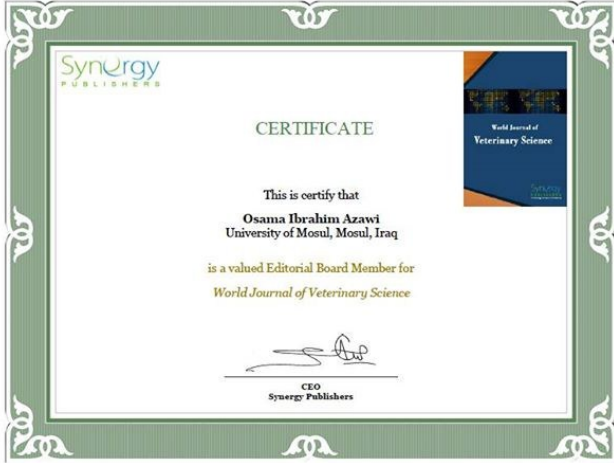 Synergy
PUBLISHERS
World Journal of
Veterinary Science
Synergy
CERTIFICATE
This is certify that
Osama Ibrahim Azawi
University of Mosul, Mosul, Iraq
is a valued Editorial Board Member for
World Journal of Veterinary Science
CEO
Synergy Publishers